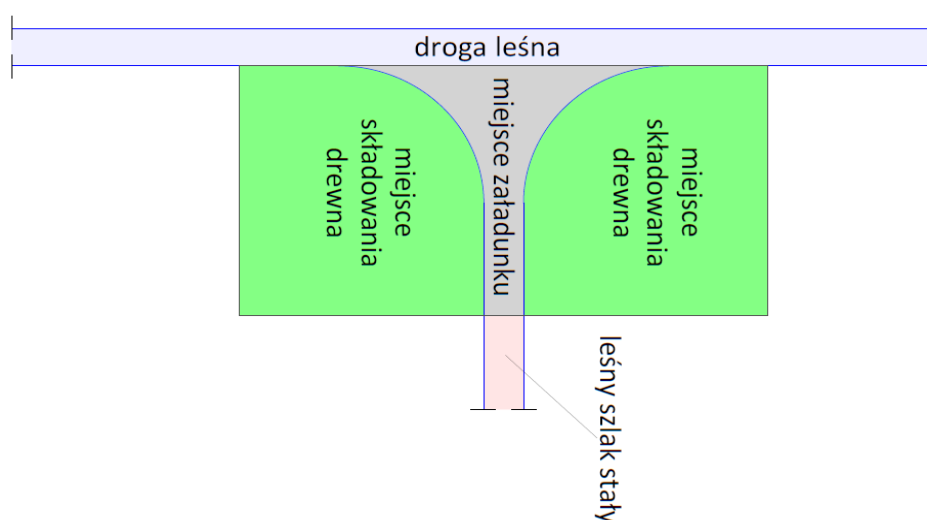 droga leśna
miejsce
składowania
drewna
miejsce załadunku
miejsce
składowania
drewna
leśny szlak stały